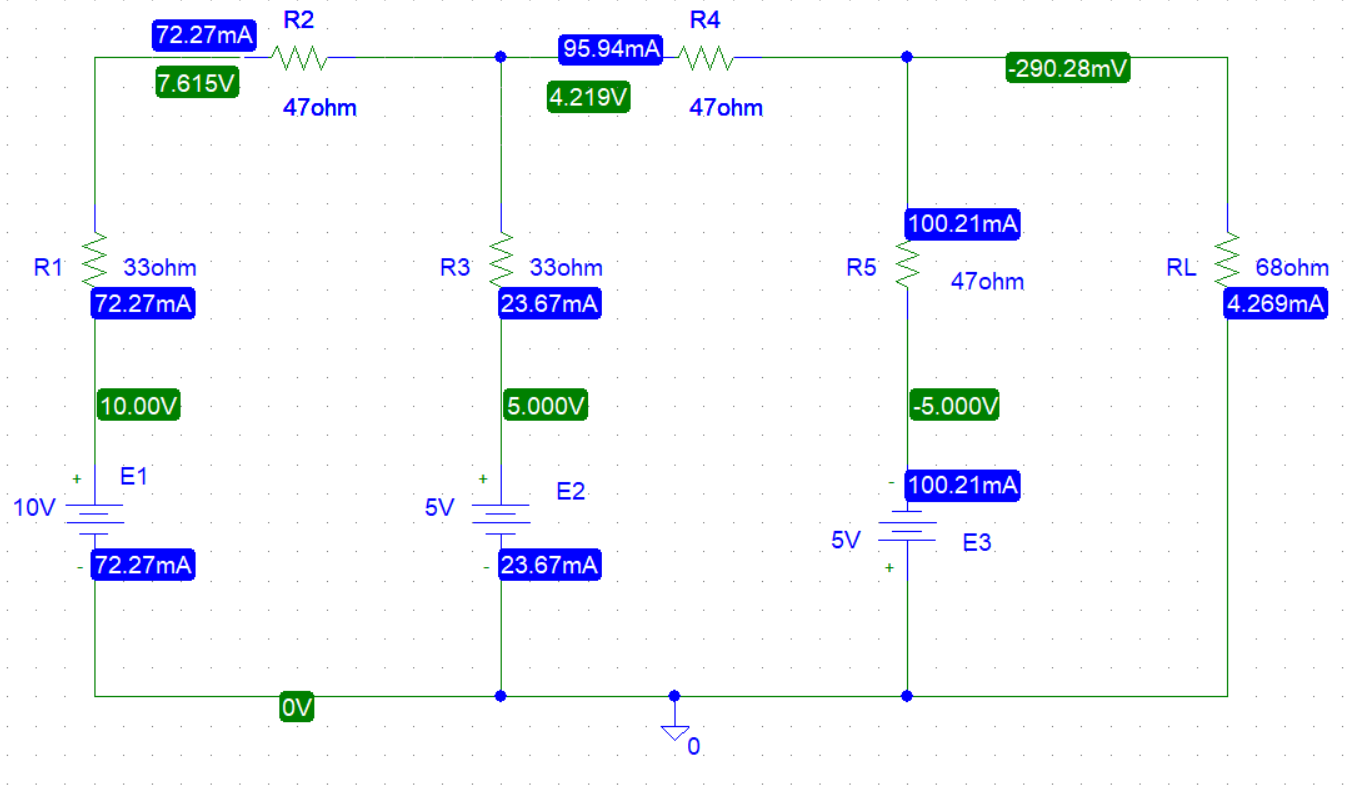 R2
R4
72.27mA
95.94mA
7.615V
-290.28mV
4.219V
47ohm
47ohm
100.21mA
R1
33ohm
R3
33ohm
R5
47ohm
RL
68ohm
72.27mA
23.67mA
4.269mA
10.00V
5.000V
-5.000V
+
E1
10V
+
E2
5V
-
100.21mA
5V
E3
- 72.27mA
- 23.67mA
+
0V
0